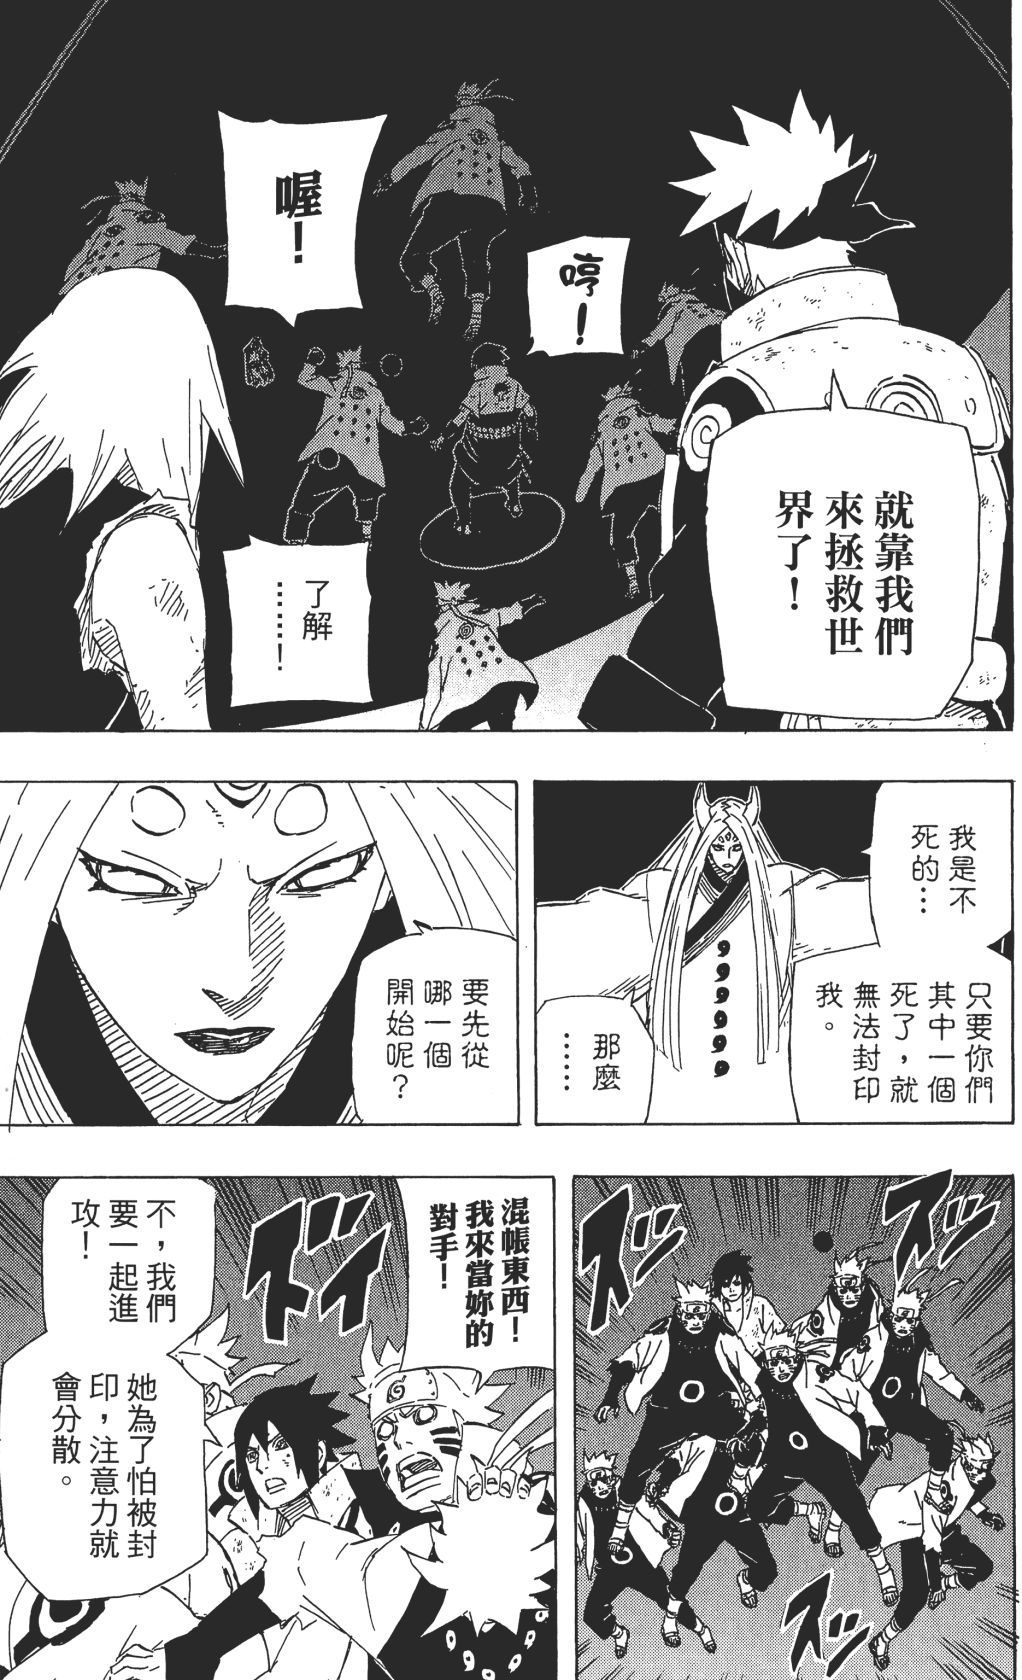 就靠我們
來拯救世
界了！
哼！
喔！
了解
……！
我是不
死的…
只要你們
其中一個
死了，就
無法封印
我。
那麼
……
要先從
哪一個
開始呢？
混帳東西！
我來當妳的
對手！
不，我們
要一起進
攻！
她為了怕被封
印，注意力就
會分散。